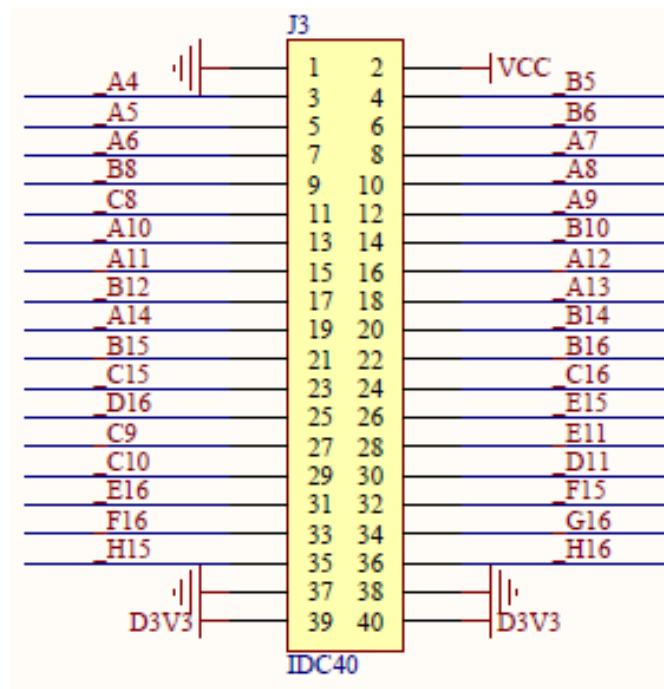 J3
1 2 VCC
_A4 3 4 _B5
_A5 5 6 _B6
_A6 7 8 _A7
_B8 9 10 _A8
_C8 11 12 _A9
_A10 13 14 _B10
_A11 15 16 _A12
_B12 17 18 _A13
_A14 19 20 _B14
_B15 21 22 _B16
_C15 23 24 _C16
_D16 25 26 _E15
_C9 27 28 _E11
_C10 29 30 _D11
_E16 31 32 _F15
_F16 33 34 _G16
_H15 35 36 _H16
37 38
D3V3 39 40 D3V3
IDC40